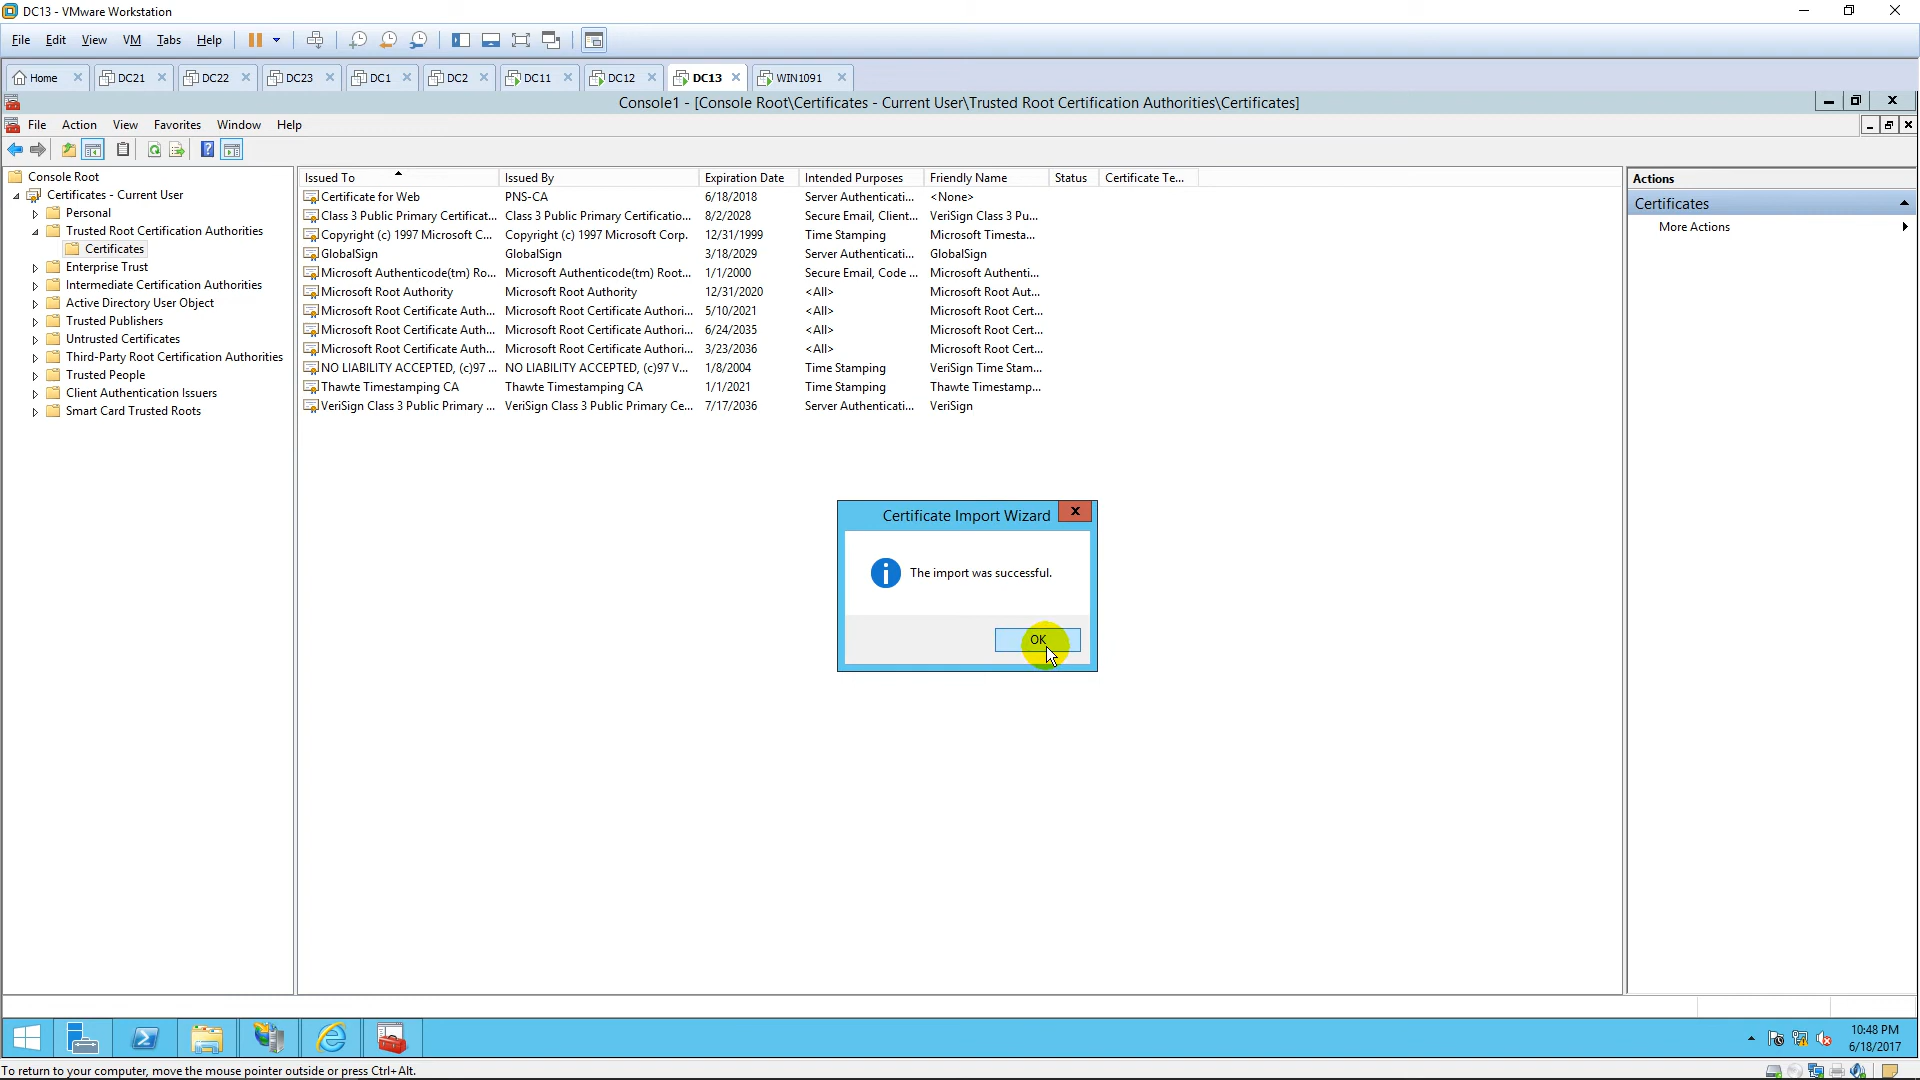 DC13 - VMware Workstation
File Edit View VM Tabs Help
Home DC21 DC22 DC23 DC1 DC2 DC11 DC12 DC13 WIN1091
Console1 - [Console Root\Certificates - Current User\Trusted Root Certification Authorities\Certificates]
File Action View Favorites Window Help
Console Root
Certificates - Current User
Personal
Trusted Root Certification Authorities
Certificates
Enterprise Trust
Intermediate Certification Authorities
Active Directory User Object
Trusted Publishers
Untrusted Certificates
Third-Party Root Certification Authorities
Trusted People
Client Authentication Issuers
Smart Card Trusted Roots
Issued To Issued By Expiration Date Intended Purposes Friendly Name Status Certificate Te...
Certificate for Web PNS-CA 6/18/2018 Server Authenticati... <None>
Class 3 Public Primary Certificat... Class 3 Public Primary Certificatio... 8/2/2028 Secure Email, Client... VeriSign Class 3 Pu...
Copyright (c) 1997 Microsoft C... Copyright (c) 1997 Microsoft Corp. 12/31/1999 Time Stamping Microsoft Timesta...
GlobalSign GlobalSign 3/18/2029 Server Authenticati... GlobalSign
Microsoft Authenticode(tm) Ro... Microsoft Authenticode(tm) Root... 1/1/2000 Secure Email, Code ... Microsoft Authenti...
Microsoft Root Authority Microsoft Root Authority 12/31/2020 <All> Microsoft Root Aut...
Microsoft Root Certificate Auth... Microsoft Root Certificate Authori... 5/10/2021 <All> Microsoft Root Cert...
Microsoft Root Certificate Auth... Microsoft Root Certificate Authori... 6/24/2035 <All> Microsoft Root Cert...
Microsoft Root Certificate Auth... Microsoft Root Certificate Authori... 3/23/2036 <All> Microsoft Root Cert...
NO LIABILITY ACCEPTED, (c)97 ... NO LIABILITY ACCEPTED, (c)97 V... 1/8/2004 Time Stamping VeriSign Time Stam...
Thawte Timestamping CA Thawte Timestamping CA 1/1/2021 Time Stamping Thawte Timestamp...
VeriSign Class 3 Public Primary ... VeriSign Class 3 Public Primary Ce... 7/17/2036 Server Authenticati... VeriSign
Actions
Certificates
More Actions
Certificate Import Wizard
The import was successful.
OK
10:48 PM
6/18/2017
To return to your computer, move the mouse pointer outside or press Ctrl+Alt.